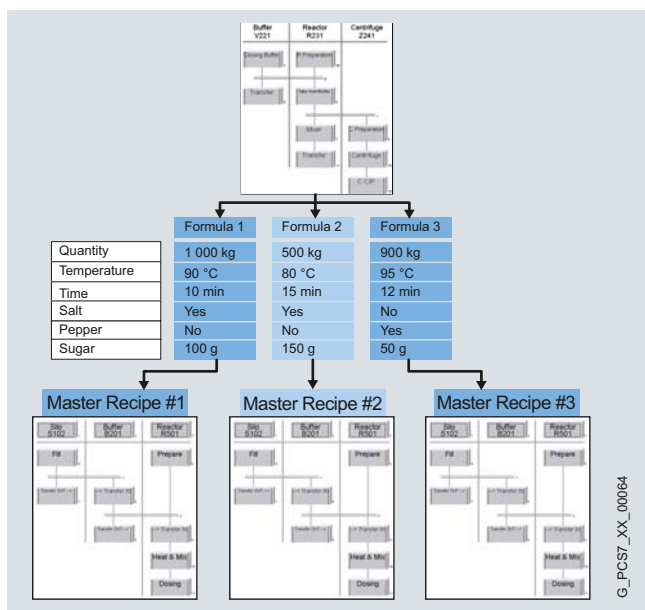 Buffer Reactor Centrifuge
V221 R231 Z241
Dosing Buffer R Preparation
Transfer
Mixer C Preparation
Transfer Centrifuge
C CIP
Formula 1 Formula 2 Formula 3
Quantity 1 000 kg 500 kg 900 kg
Temperature 90 °C 80 °C 95 °C
Time 10 min 15 min 12 min
Salt Yes Yes No
Pepper No No Yes
Sugar 100 g 150 g 50 g
Master Recipe #1 Master Recipe #2 Master Recipe #3
Silo Buffer Reactor Silo Buffer Reactor Silo Buffer Reactor
S102 B201 R501 S102 B201 R501 S102 B201 R501
Fill Prepare Fill Prepare Fill Prepare
Heat & Mix Heat & Mix Heat & Mix
Dosing Dosing Dosing
G_PCS7_XX_00064